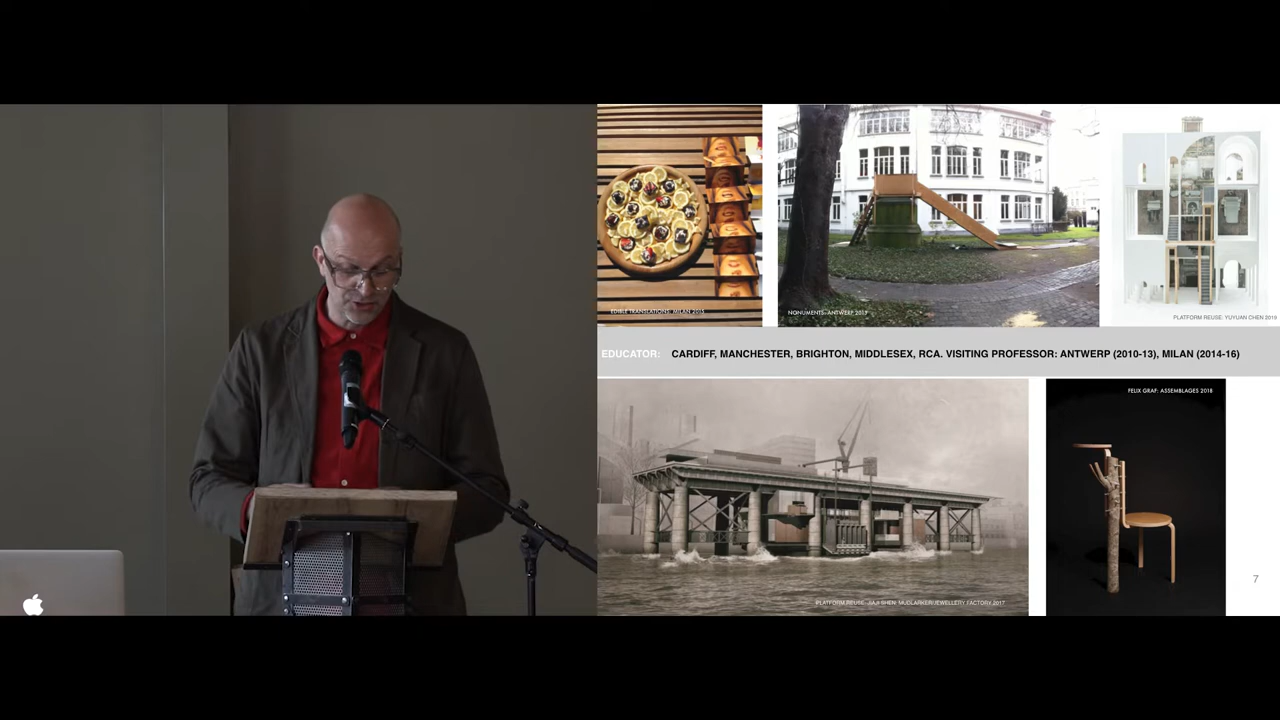 EDIBLE TRANSLATIONS: MILAN 2015
NONUMENTS: ANTWERP 2013
PLATFORM REUSE: YUYUAN CHEN 2019
EDUCATOR: CARDIFF, MANCHESTER, BRIGHTON, MIDDLESEX, RCA. VISITING PROFESSOR: ANTWERP (2010-13), MILAN (2014-16)
FELIX GRAF: ASSEMBLAGES 2018
PLATFORM REUSE: JIAJI SHEN: MUDLARKER/JEWELLERY FACTORY 2017
7